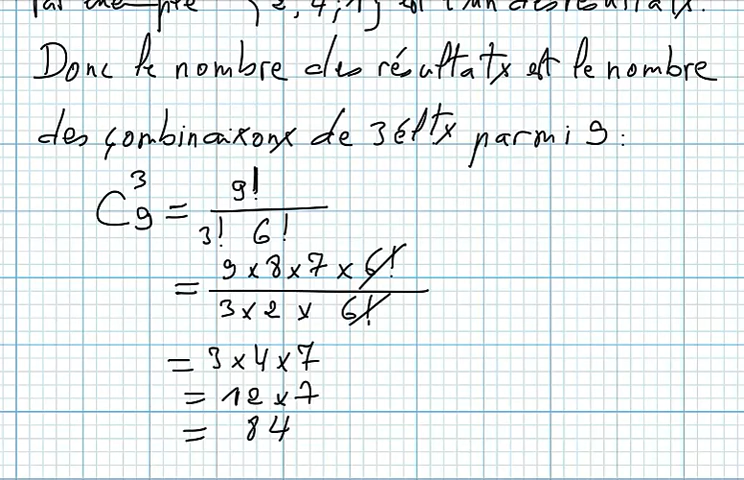 Donc le nombre des résultats est le nombre
des combinaisons de 3 élts parmi 9 :
C₉³ = 9! / 3! 6!
= 9 x 8 x 7 x 6! / 3 x 2 x 6!
= 3 x 4 x 7
= 12 x 7
= 84